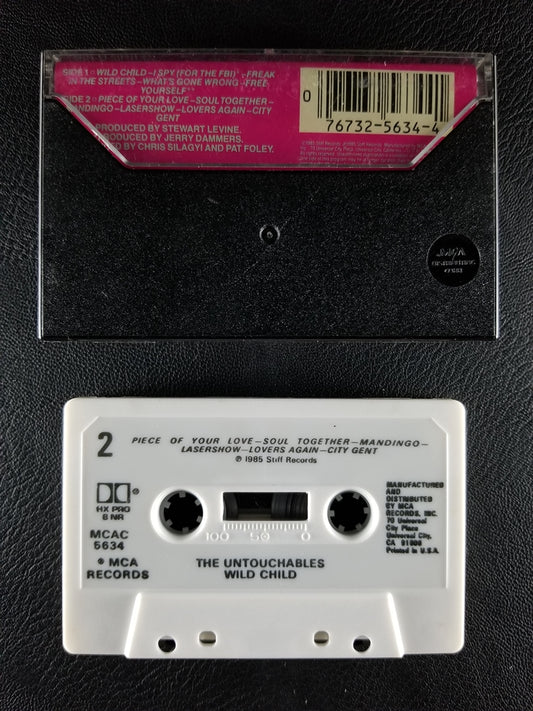 SIDE 1 ○ WILD CHILD – I SPY (FOR THE FBI)* – FREAK
IN THE STREETS – WHAT'S GONE WRONG – FREE
YOURSELF**
SIDE 2 ○ PIECE OF YOUR LOVE – SOUL TOGETHER –
MANDINGO – LASERSHOW – LOVERS AGAIN – CITY
GENT
PRODUCED BY STEWART LEVINE.
PRODUCED BY JERRY DAMMERS.
BY CHRIS SILAGYI AND PAT FOLEY.
0 76732-5634-4
MCA
2
PIECE OF YOUR LOVE—SOUL TOGETHER—MANDINGO—
LASERSHOW—LOVERS AGAIN—CITY GENT
℗ 1985 Stiff Records
®
HX PRO
B NR
MCAC
5634
® MCA
RECORDS
100 50 0
THE UNTOUCHABLES
WILD CHILD
MANUFACTURED
AND
DISTRIBUTED
BY MCA
RECORDS, INC.
70 Universal
City Plaza
Universal City,
CA 91608
Printed in U.S.A.